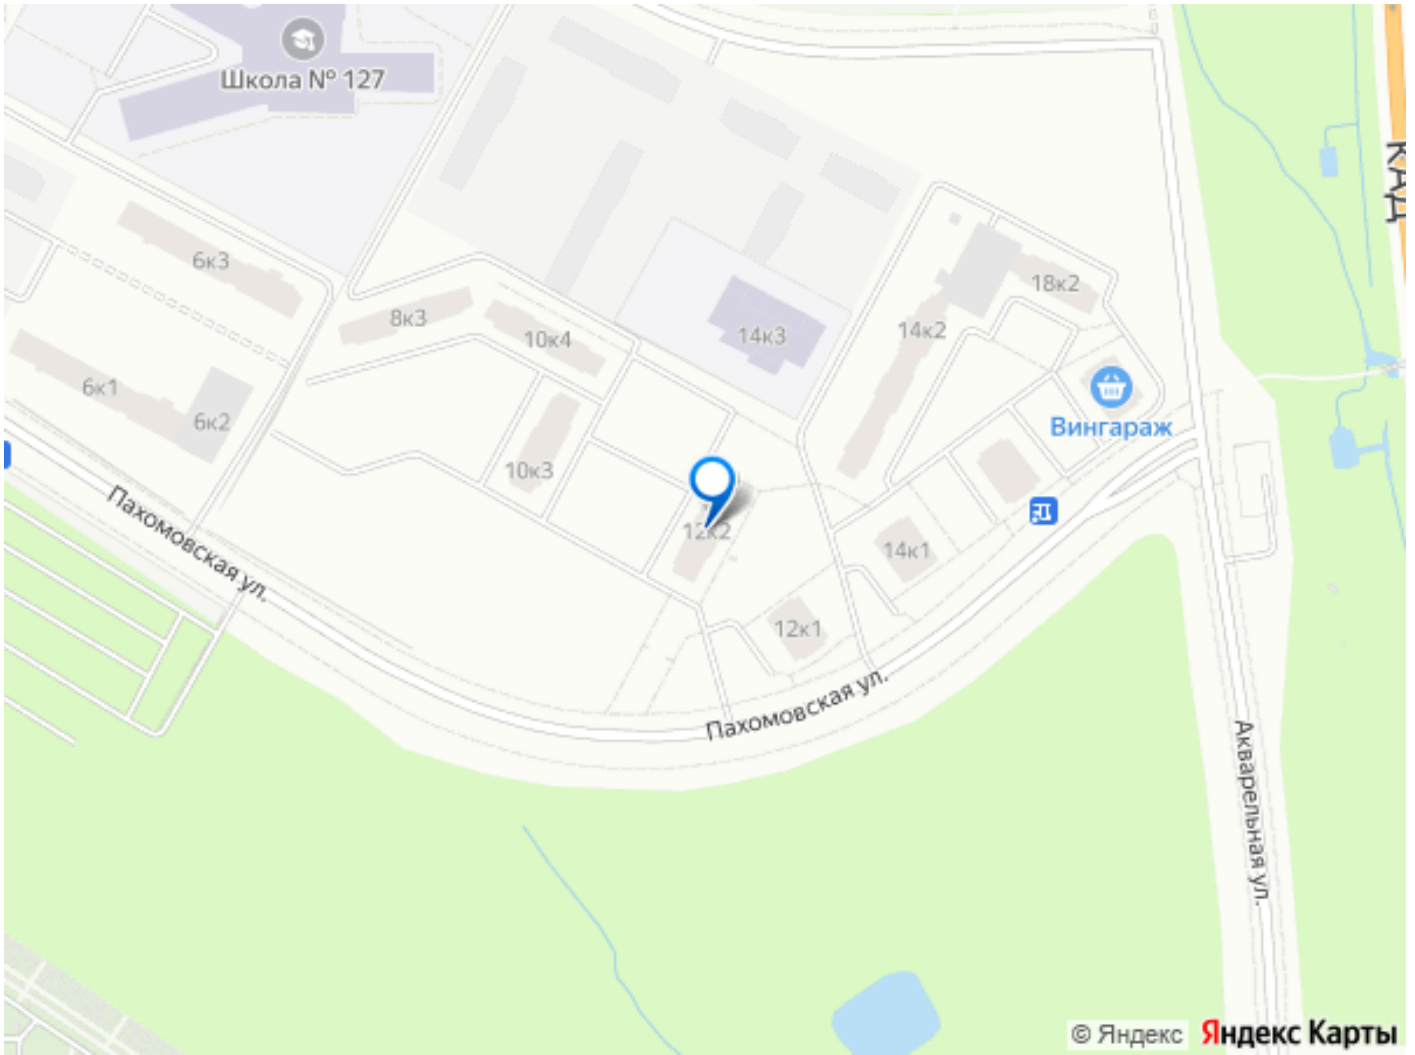 Школа № 127
КАД
6к3
18к2
8к3
14к2
14к3
10к4
6к1
6к2
Вингараж
10к3
Пахомовская ул.
12к2
14к1
12к1
Пахомовская ул.
Акварельная ул.
© Яндекс Яндекс Карты